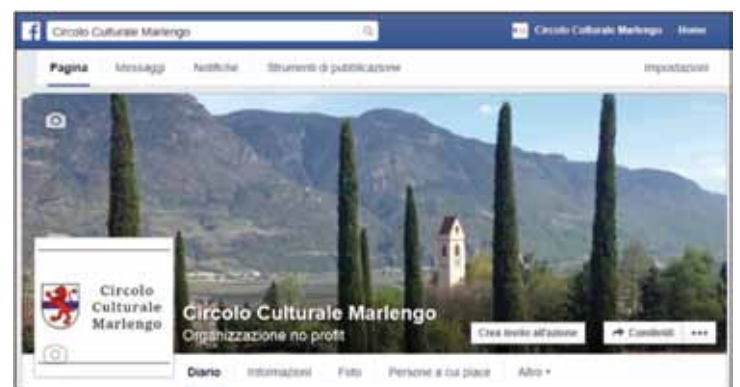 Circolo Culturale Marlengo
Circolo Culturale Marlengo Home
Pagina Messaggi Notifiche Strumenti di pubblicazione Impostazioni
Circolo
Culturale
Marlengo
Circolo Culturale Marlengo
Organizzazione no profit
Crea invito all'azione Condividi
Diario Informazioni Foto Persone a cui piace Altro